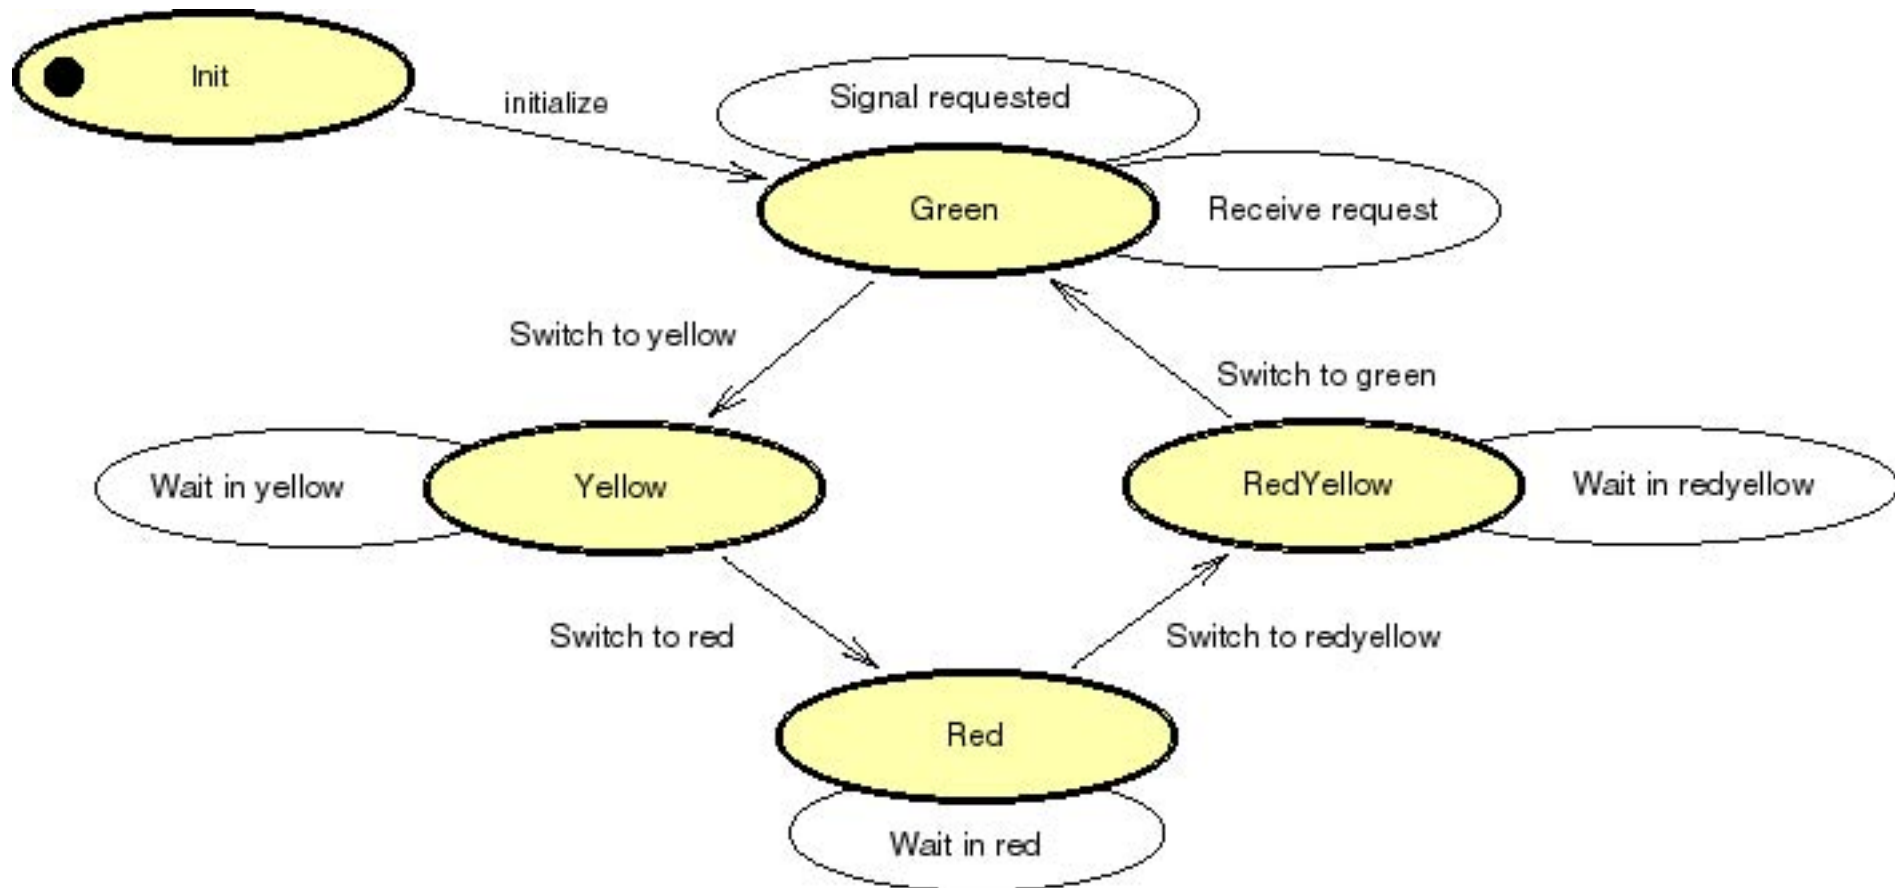 Init
initialize
Signal requested
Green
Receive request
Switch to yellow
Switch to green
Wait in yellow
Yellow
RedYellow
Wait in redyellow
Switch to red
Switch to redyellow
Red
Wait in red